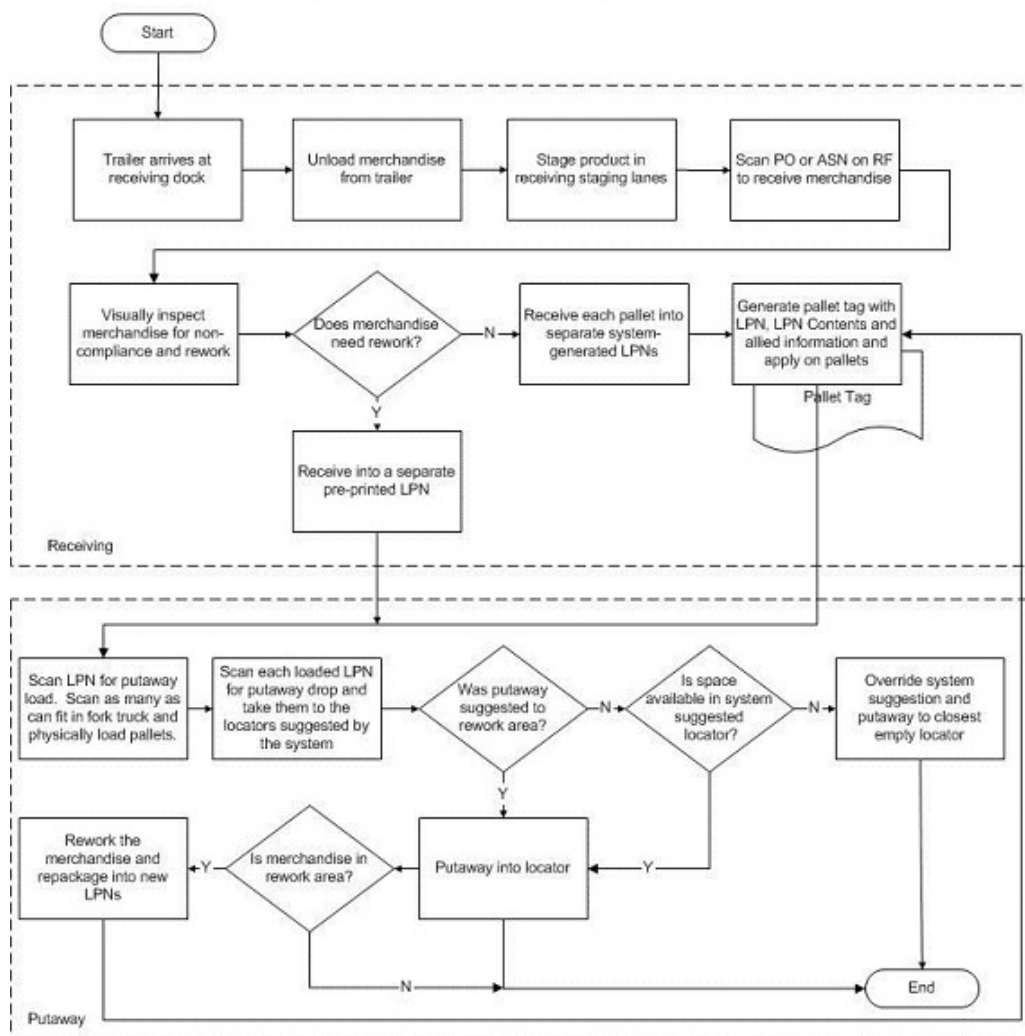 Start
Trailer arrives at
receiving dock
Unload merchandise
from trailer
Stage product in
receiving staging lanes
Scan PO or ASN on RF
to receive merchandise
Visually inspect
merchandise for non-
compliance and rework
Does merchandise
need rework?
N
Receive each pallet into
separate system-
generated LPNs
Generate pallet tag with
LPN, LPN Contents and
allied information and
apply on pallets
Pallet Tag
Y
Receive into a separate
pre-printed LPN
Receiving
Scan LPN for putaway
load. Scan as many as
can fit in fork truck and
physically load pallets.
Scan each loaded LPN
for putaway drop and
take them to the
locators suggested by
the system
Was putaway
suggested to
rework area?
N
Is space
available in system
suggested
locator?
N
Override system
suggestion and
putaway to closest
empty locator
Y
Rework the
merchandise and
repackage into new
LPNs
Y
Is merchandise in
rework area?
Putaway into locator
Y
N
End
Putaway